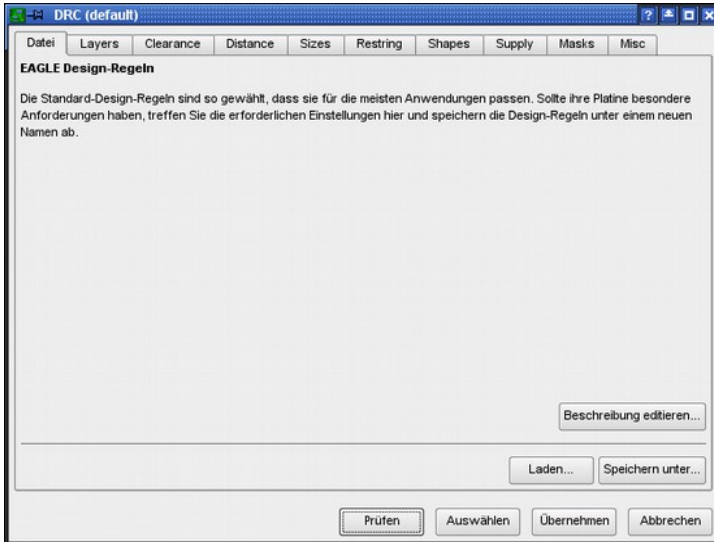 DRC (default)
Datei Layers Clearance Distance Sizes Restring Shapes Supply Masks Misc
EAGLE Design-Regeln
Die Standard-Design-Regeln sind so gewählt, dass sie für die meisten Anwendungen passen. Sollte ihre Platine besondere
Anforderungen haben, treffen Sie die erforderlichen Einstellungen hier und speichern die Design-Regeln unter einem neuen
Namen ab.
Beschreibung editieren...
Laden... Speichern unter...
Prüfen Auswählen Übernehmen Abbrechen